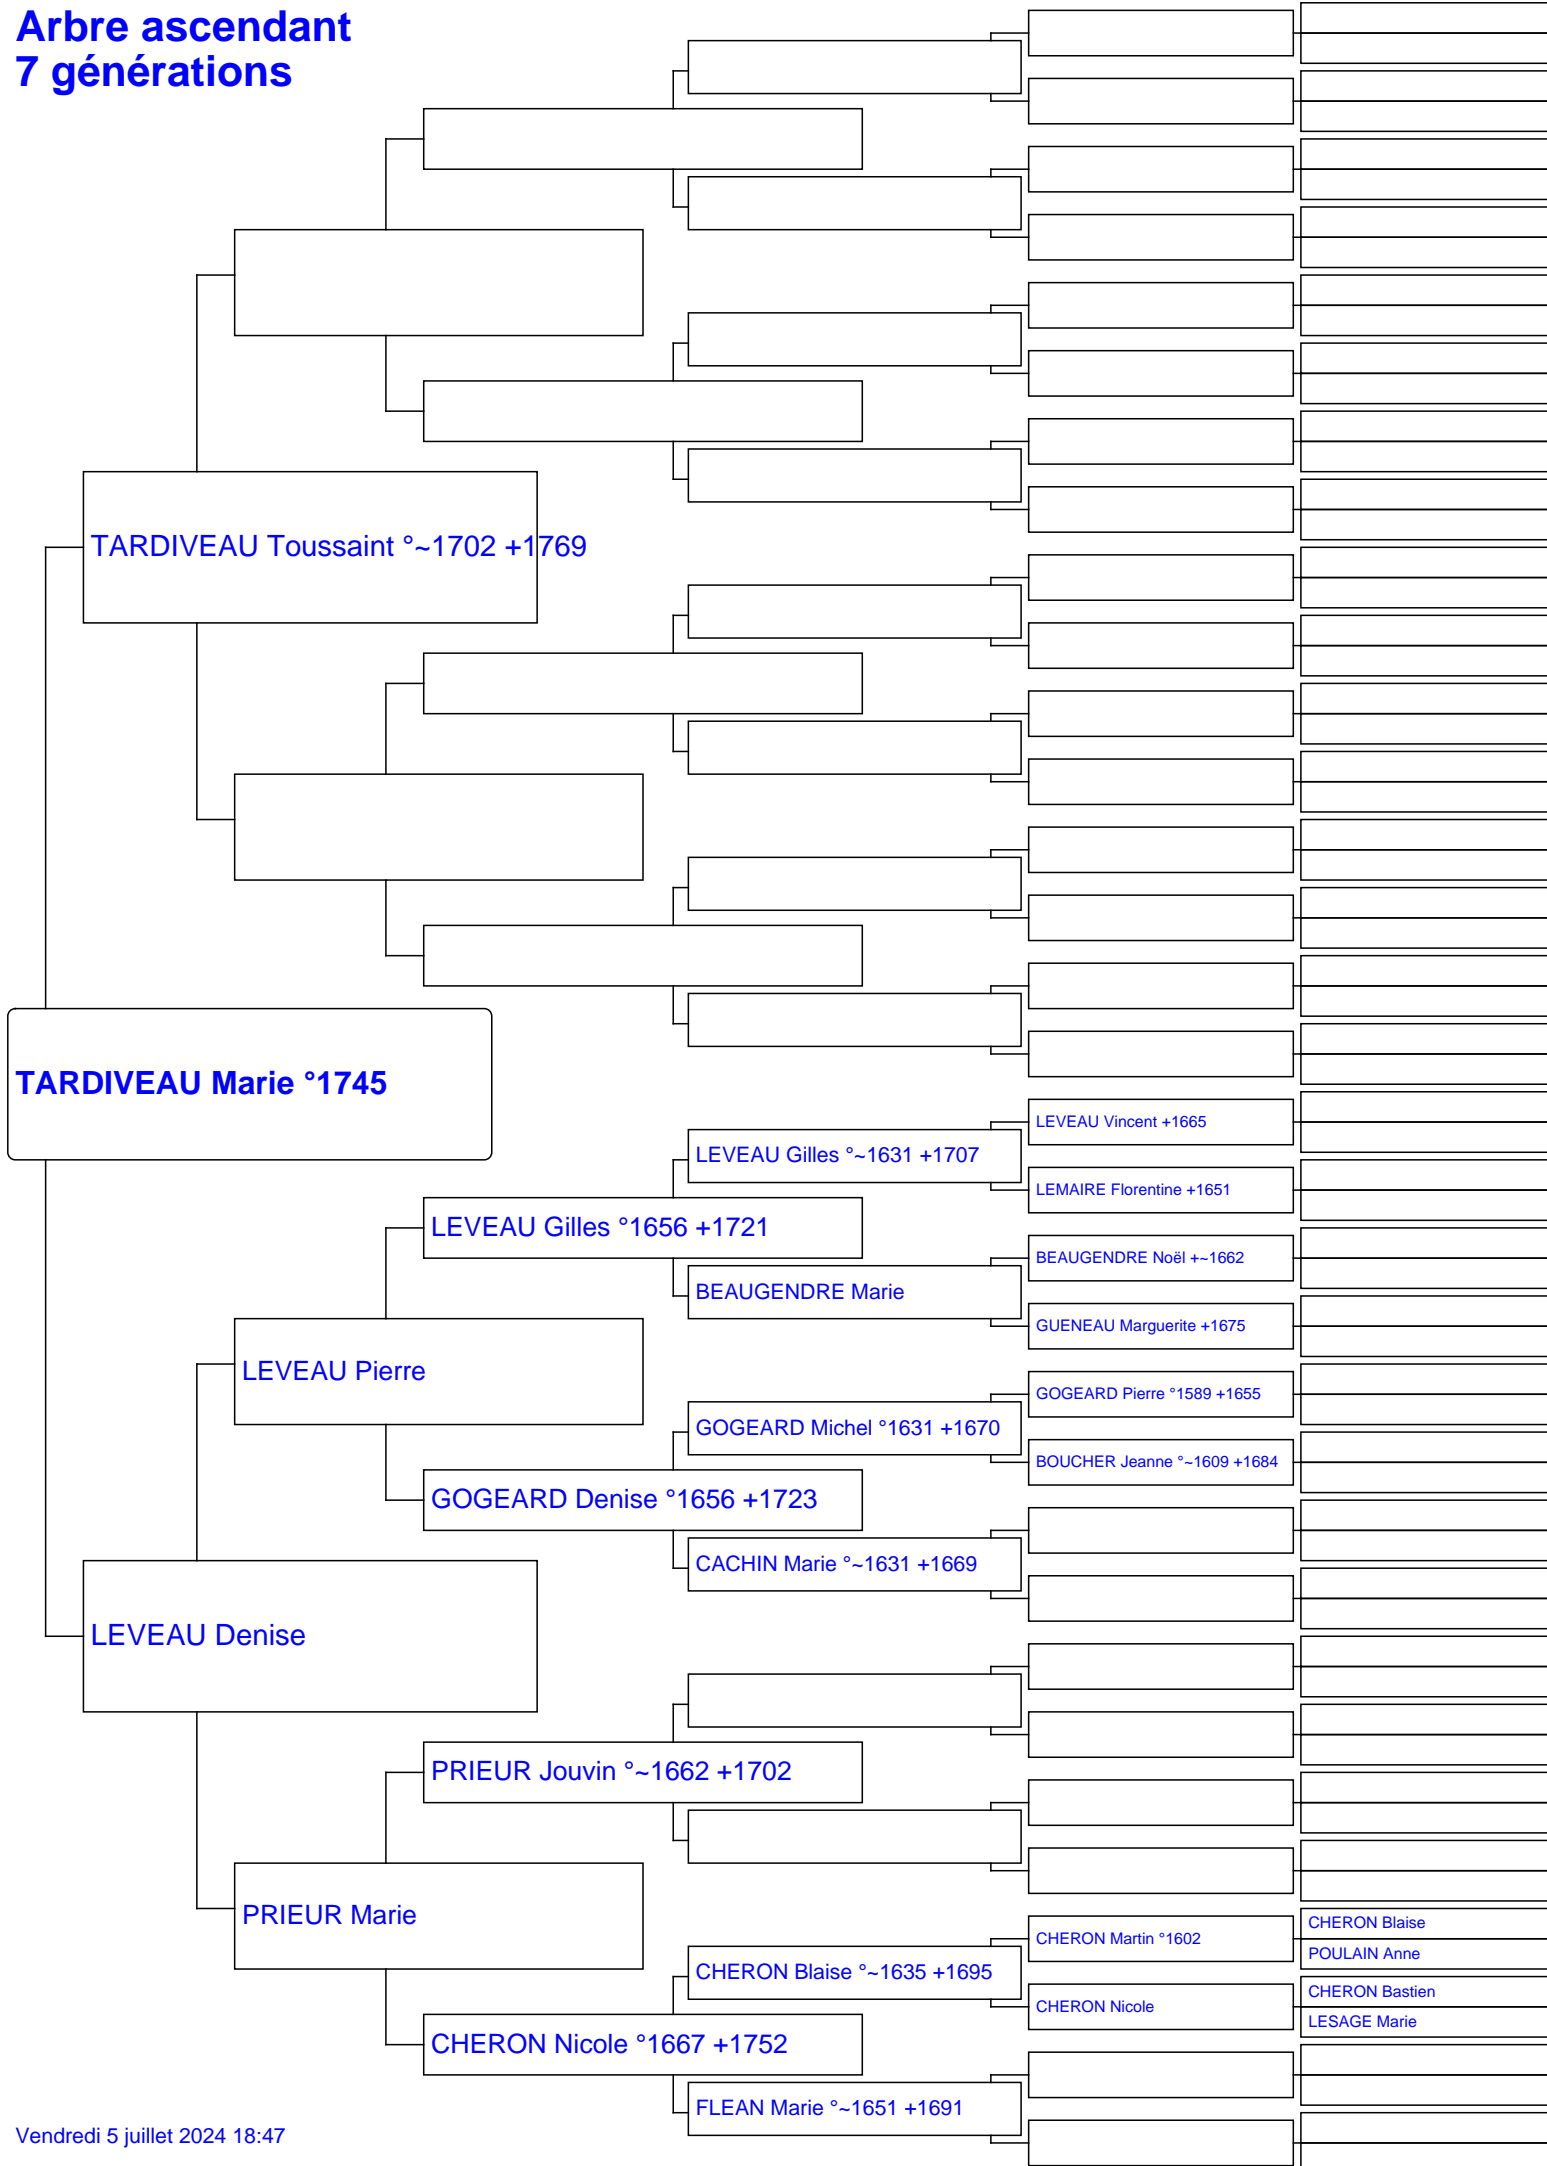 Arbre ascendant
7 générations
TARDIVEAU Toussaint °~1702 +1769
TARDIVEAU Marie °1745
LEVEAU Vincent +1665
LEVEAU Gilles °~1631 +1707
LEMAIRE Florentine +1651
LEVEAU Gilles °1656 +1721
BEAUGENDRE Noël +~1662
BEAUGENDRE Marie
GUENEAU Marguerite +1675
LEVEAU Pierre
GOGEARD Pierre °1589 +1655
GOGEARD Michel °1631 +1670
BOUCHER Jeanne °~1609 +1684
GOGEARD Denise °1656 +1723
CACHIN Marie °~1631 +1669
LEVEAU Denise
PRIEUR Jouvin °~1662 +1702
PRIEUR Marie
CHERON Blaise
CHERON Martin °1602
POULAIN Anne
CHERON Blaise °~1635 +1695
CHERON Bastien
CHERON Nicole
LESAGE Marie
CHERON Nicole °1667 +1752
FLEAN Marie °~1651 +1691
Vendredi 5 juillet 2024 18:47